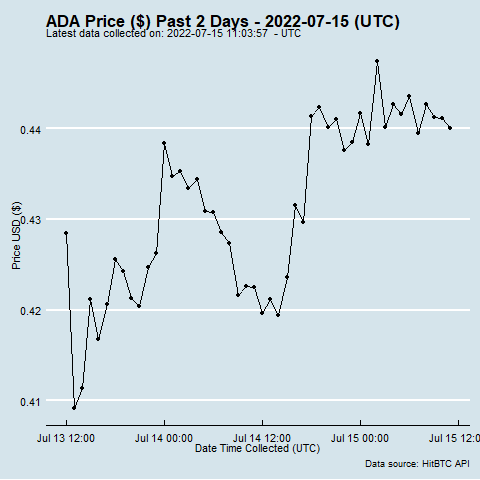 ADA Price ($) Past 2 Days - 2022-07-15 (UTC)
Latest data collected on: 2022-07-15 11:03:57  - UTC
0.44
0.43
0.42
0.41
Price USD ($)
Jul 13 12:00
Jul 14 00:00
Jul 14 12:00
Jul 15 00:00
Jul 15 12:00
Date Time Collected (UTC)
Data source: HitBTC API